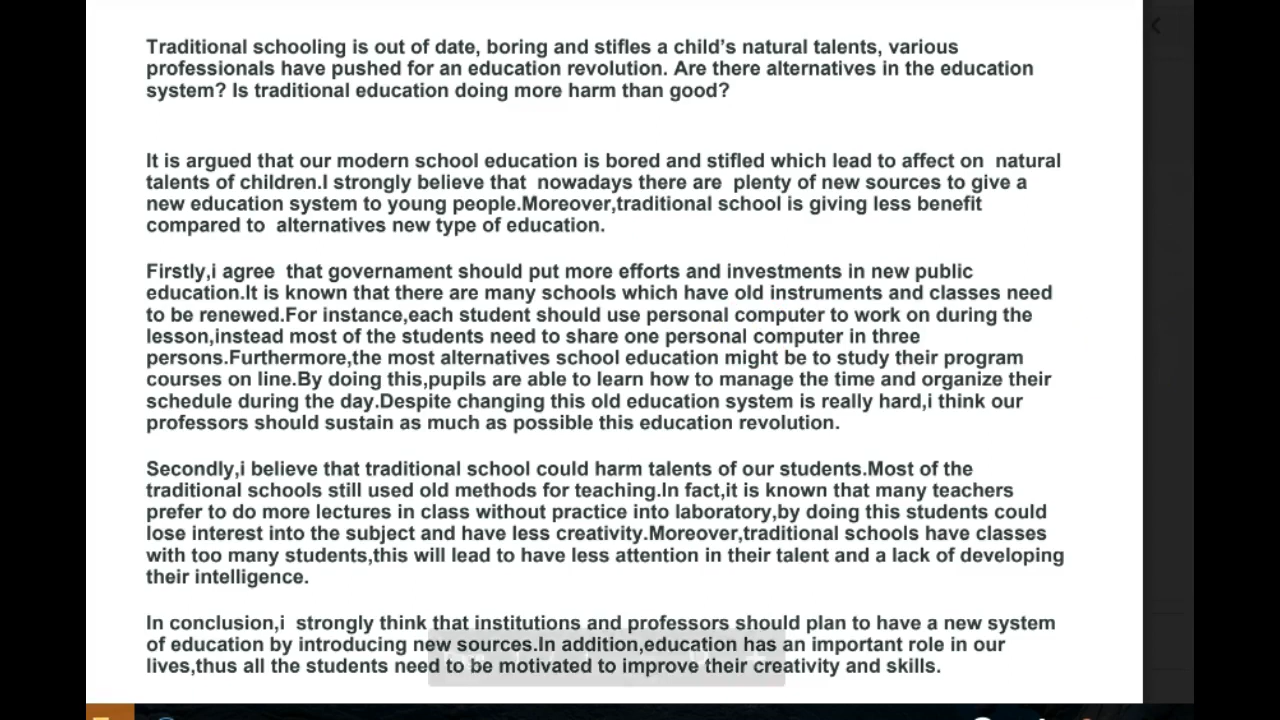 Traditional schooling is out of date, boring and stifles a child's natural talents, various
professionals have pushed for an education revolution. Are there alternatives in the education
system? Is traditional education doing more harm than good?
It is argued that our modern school education is bored and stifled which lead to affect on  natural
talents of children.I strongly believe that  nowadays there are  plenty of new sources to give a
new education system to young people.Moreover,traditional school is giving less benefit
compared to  alternatives new type of education.
Firstly,i agree  that governament should put more efforts and investments in new public
education.It is known that there are many schools which have old instruments and classes need
to be renewed.For instance,each student should use personal computer to work on during the
lesson,instead most of the students need to share one personal computer in three
persons.Furthermore,the most alternatives school education might be to study their program
courses on line.By doing this,pupils are able to learn how to manage the time and organize their
schedule during the day.Despite changing this old education system is really hard,i think our
professors should sustain as much as possible this education revolution.
Secondly,i believe that traditional school could harm talents of our students.Most of the
traditional schools still used old methods for teaching.In fact,it is known that many teachers
prefer to do more lectures in class without practice into laboratory,by doing this students could
lose interest into the subject and have less creativity.Moreover,traditional schools have classes
with too many students,this will lead to have less attention in their talent and a lack of developing
their intelligence.
In conclusion,i  strongly think that institutions and professors should plan to have a new system
of education by introducing new sources.In addition,education has an important role in our
lives,thus all the students need to be motivated to improve their creativity and skills.